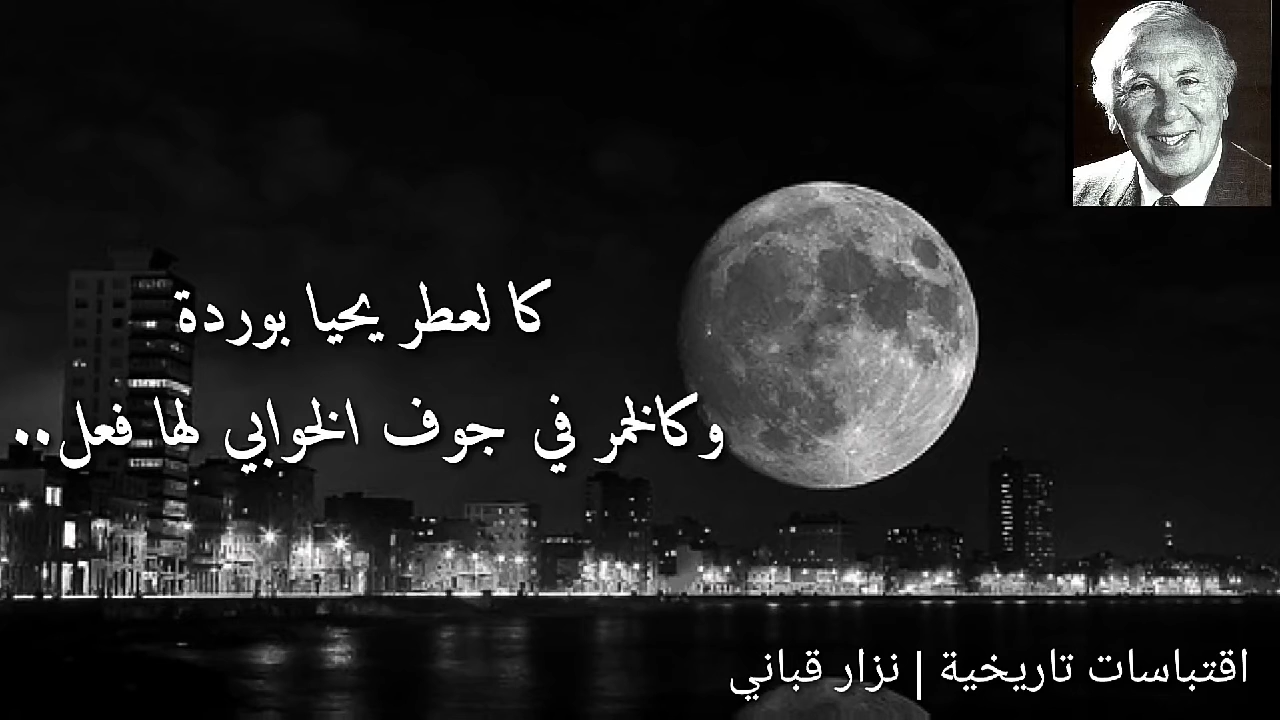 كا لعطر يحيا بوردة
وكالخمر في جوف الخوابي لها فعل..
اقتباسات تاريخية | نزار قباني